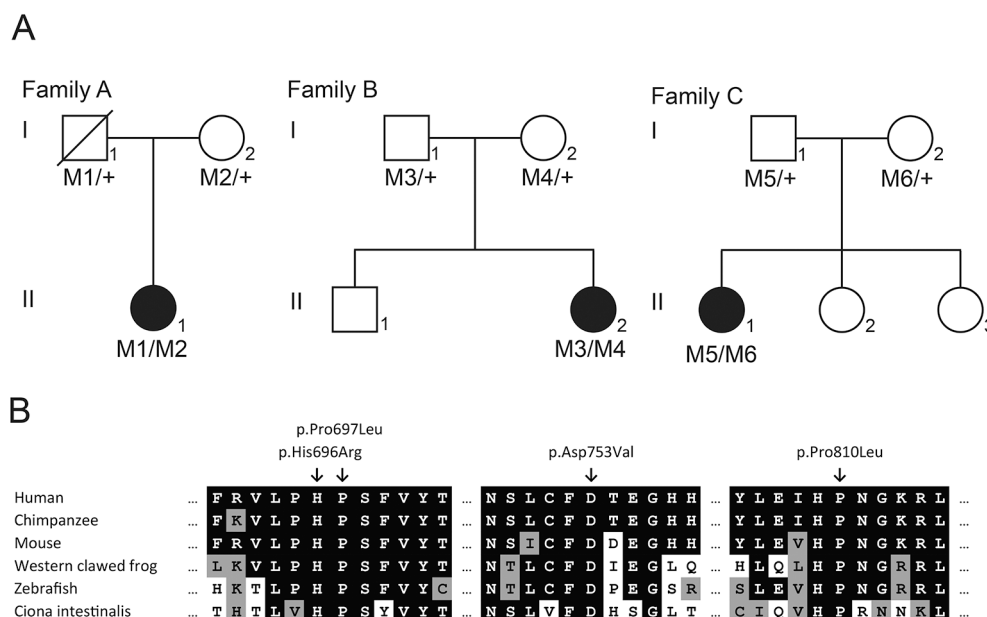 A
Family A
Family B
Family C
I
1
2
I
1
2
I
1
2
M1/+
M2/+
M3/+
M4/+
M5/+
M6/+
II
1
II
1
2
II
1
2
3
M1/M2
M3/M4
M5/M6
B
p.Pro697Leu
p.His696Arg
p.Asp753Val
p.Pro810Leu
Human ... F R V L P H P S F V Y T ... N S L C F D T E G H H ... Y L E I H P N G K R L ...
Chimpanzee ... F K V L P H P S F V Y T ... N S L C F D T E G H H ... Y L E I H P N G K R L ...
Mouse ... F R V L P H P S F V Y T ... N S I C F D D E G H H ... Y L E V H P N G K R L ...
Western clawed frog ... L K V L P H P S F V Y T ... N T L C F D I E G L Q ... H L Q L H P N G R R L ...
Zebrafish ... H K T L P H P S F V Y C ... N T L C F D P E G S R ... S L E V H P N G R R L ...
Ciona intestinalis ... T H T L V H P S Y V Y T ... N S L V F D H S G L T ... C I Q V H P R N N K L ...